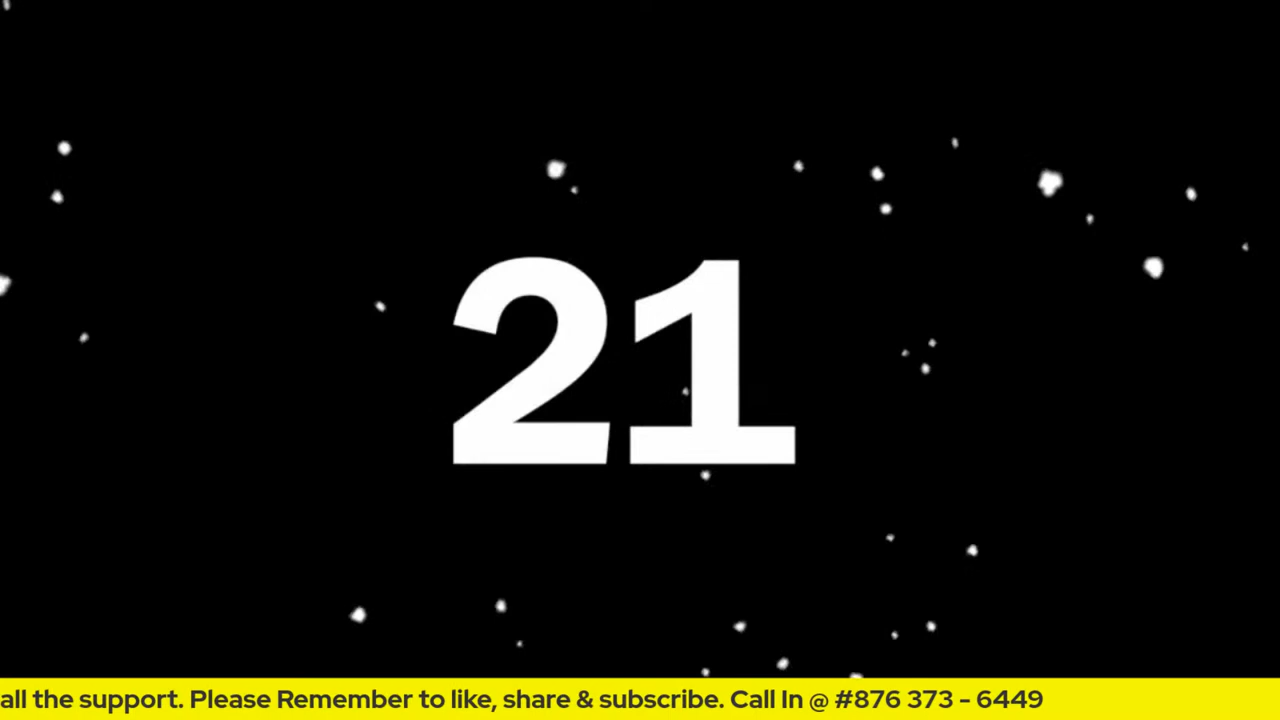 21
all the support. Please Remember to like, share & subscribe. Call In @ #876 373 - 6449